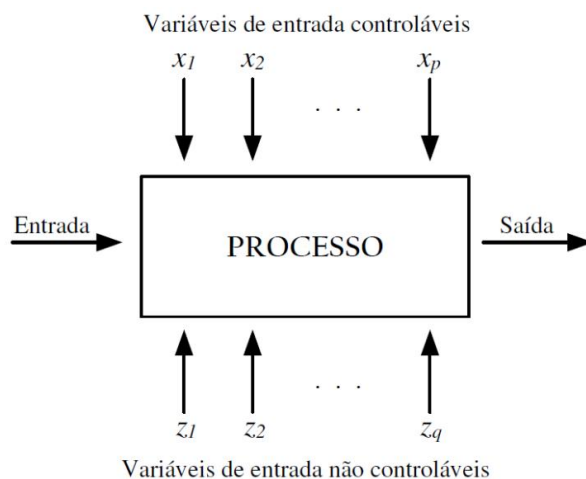 Variáveis de entrada controláveis
x1 x2 . . . xp
Entrada PROCESSO Saída
z1 z2 . . . zq
Variáveis de entrada não controláveis